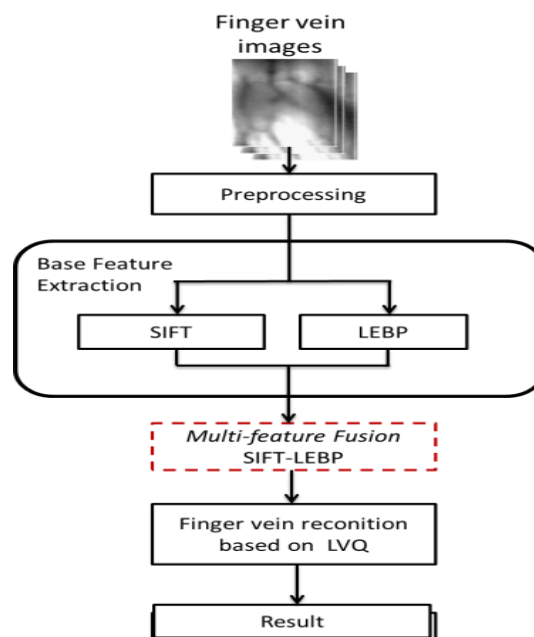 Finger vein
images
Preprocessing
Base Feature
Extraction
SIFT
LEBP
Multi-feature Fusion
SIFT-LEBP
Finger vein reconition
based on LVQ
Result